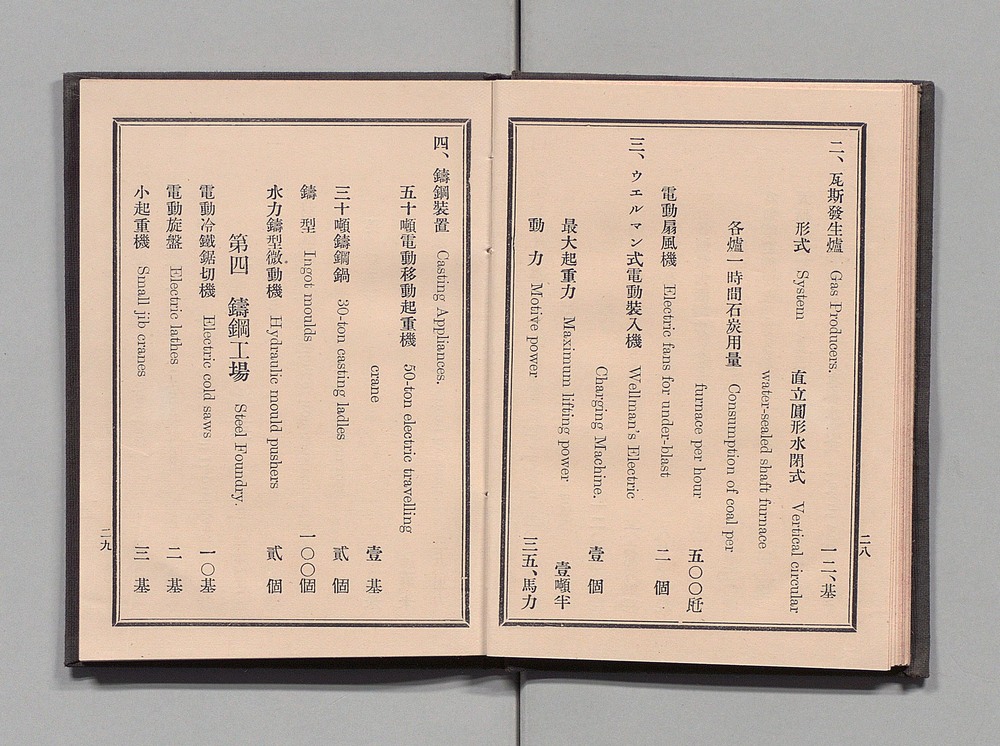 二、瓦斯發生爐 Gas Producers. 一二、基
形式 System 直立圓形水閉式 Vertical circular
water-sealed shaft furnace
各爐一時間石炭用量 Consumption of coal per
furnace per hour 五〇〇瓩
電動扇風機 Electric fans for under-blast 二個
三、ウエルマン式電動裝入機 Wellman's Electric
Charging Machine. 壹個
最大起重力 Maximum lifting power 壹噸半
動力 Motive power 三二五、馬力
二八
四、鑄鋼裝置 Casting Appliances.
五十噸電動移動起重機 50-ton electric travelling
crane 壹基
三十噸鑄鋼鍋 30-ton casting ladles 貳個
鑄型 Ingot moulds 一〇〇個
水力鑄型微動機 Hydraulic mould pushers 貳個
第四 鑄鋼工場 Steel Foundry.
電動冷鐵鋸切機 Electric cold saws 一〇基
電動旋盤 Electric lathes 二基
小起重機 Small jib cranes 三基
二九